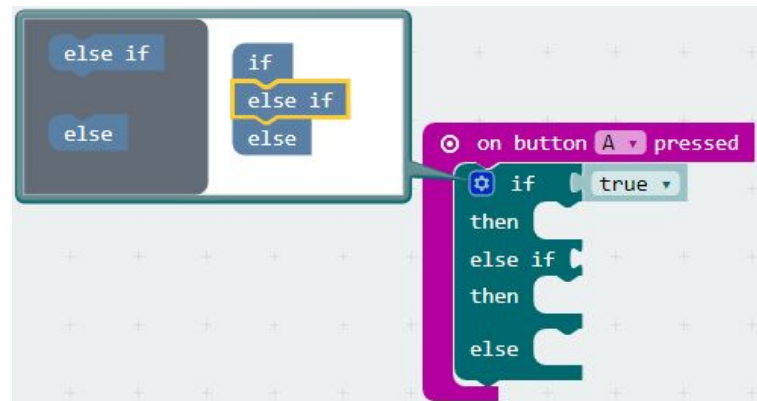 else if
else
if
else if
else
on button A pressed
if true
then
else if
then
else